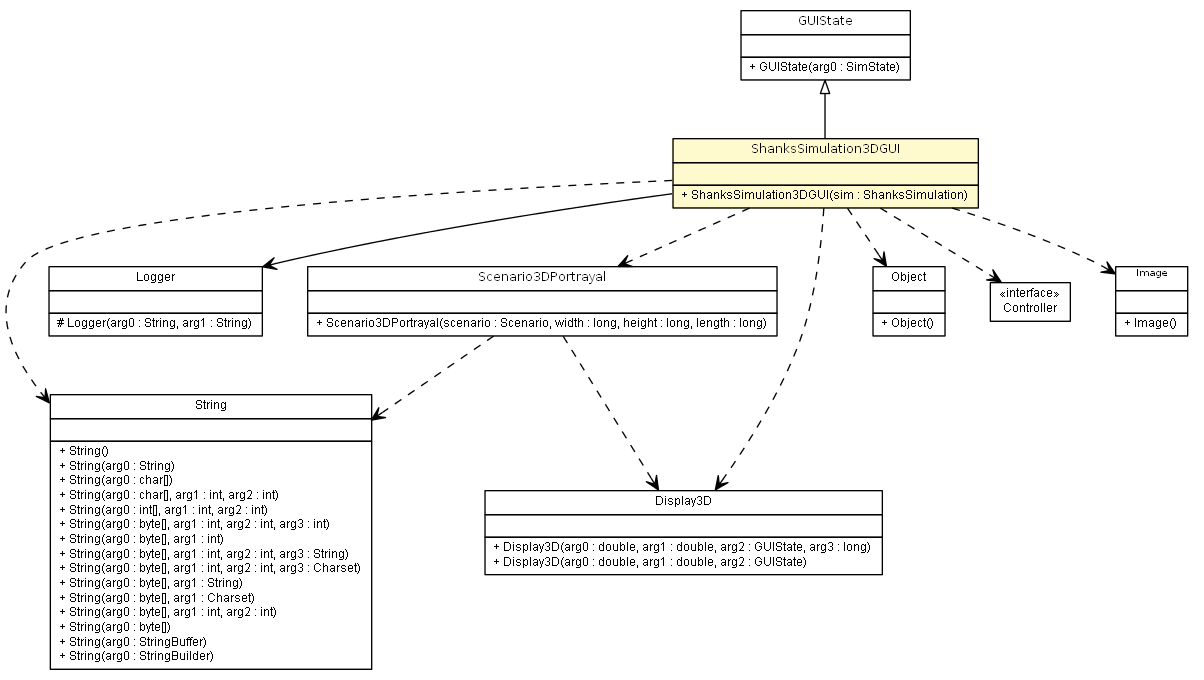 GUIState
+ GUIState(arg0 : SimState)
ShanksSimulation3DGUI
+ ShanksSimulation3DGUI(sim : ShanksSimulation)
Logger
# Logger(arg0 : String, arg1 : String)
Scenario3DPortrayal
+ Scenario3DPortrayal(scenario : Scenario, width : long, height : long, length : long)
Object
+ Object()
«interface»
Controller
Image
+ Image()
String
+ String()
+ String(arg0 : String)
+ String(arg0 : char[])
+ String(arg0 : char[], arg1 : int, arg2 : int)
+ String(arg0 : int[], arg1 : int, arg2 : int)
+ String(arg0 : byte[], arg1 : int, arg2 : int, arg3 : int)
+ String(arg0 : byte[], arg1 : int)
+ String(arg0 : byte[], arg1 : int, arg2 : int, arg3 : String)
+ String(arg0 : byte[], arg1 : int, arg2 : int, arg3 : Charset)
+ String(arg0 : byte[], arg1 : String)
+ String(arg0 : byte[], arg1 : Charset)
+ String(arg0 : byte[], arg1 : int, arg2 : int)
+ String(arg0 : byte[])
+ String(arg0 : StringBuffer)
+ String(arg0 : StringBuilder)
Display3D
+ Display3D(arg0 : double, arg1 : double, arg2 : GUIState, arg3 : long)
+ Display3D(arg0 : double, arg1 : double, arg2 : GUIState)